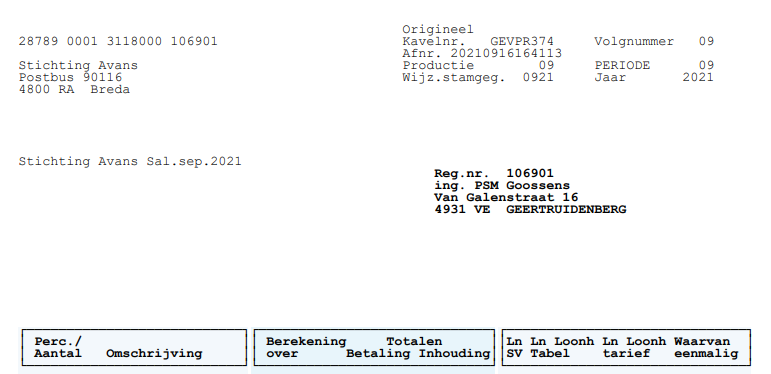 Origineel
28789 0001 3118000 106901 Kavelnr. GEVPR374 Volgnummer 09
Afnr. 20210916164113
Stichting Avans Productie 09 PERIODE 09
Postbus 90116 Wijz.stamgeg. 0921 Jaar 2021
4800 RA Breda
Stichting Avans Sal.sep.2021
Reg.nr. 106901
ing. PSM Goossens
Van Galenstraat 16
4931 VE GEERTRUIDENBERG
Perc./ Berekening Totalen Ln Ln Loonh Ln Loonh Waarvan
Aantal Omschrijving over Betaling Inhouding SV Tabel tarief eenmalig